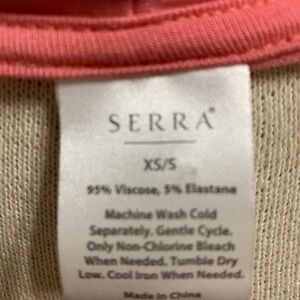 SERRA®
XS/S
95% Viscose, 5% Elastane
Machine Wash Cold
Separately. Gentle Cycle.
Only Non-Chlorine Bleach
When Needed. Tumble Dry
Low. Cool Iron When Needed.
Made In China